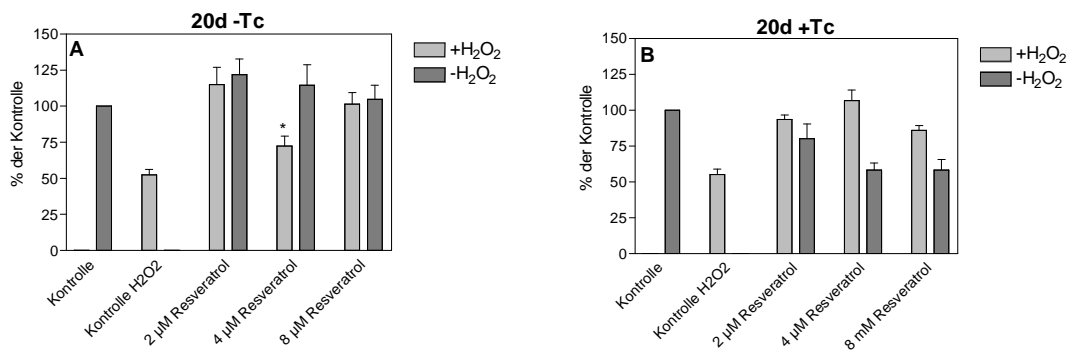 20d -Tc
A
150
125
100
75
50
25
0
% der Kontrolle
*
Kontrolle
Kontrolle H2O2
2 µM Resveratrol
4 µM Resveratrol
8 µM Resveratrol
+H₂O₂
-H₂O₂
20d +Tc
B
150
125
100
75
50
25
0
% der Kontrolle
Kontrolle
Kontrolle H2O2
2 µM Resveratrol
4 µM Resveratrol
8 mM Resveratrol
+H₂O₂
-H₂O₂